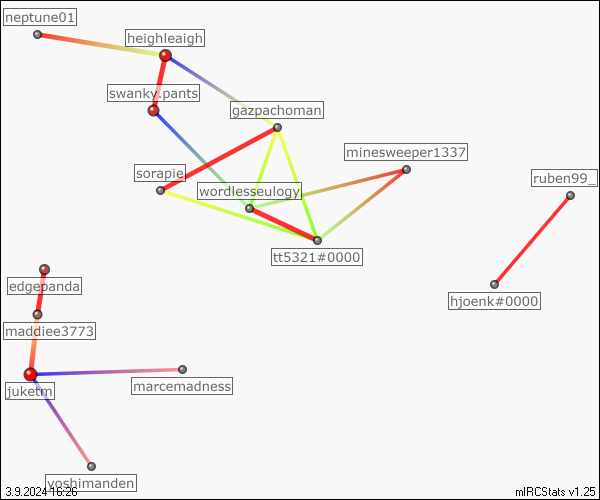 neptune01
heighleaigh
swanky.pants
gazpachoman
minesweeper1337
sorapie
ruben99_
wordlesseulogy
tt5321#0000
edgepanda
hjoenk#0000
maddiee3773
marcemadness
juketm
yoshimanden
3.9.2024 16:26
mIRCStats v1.25